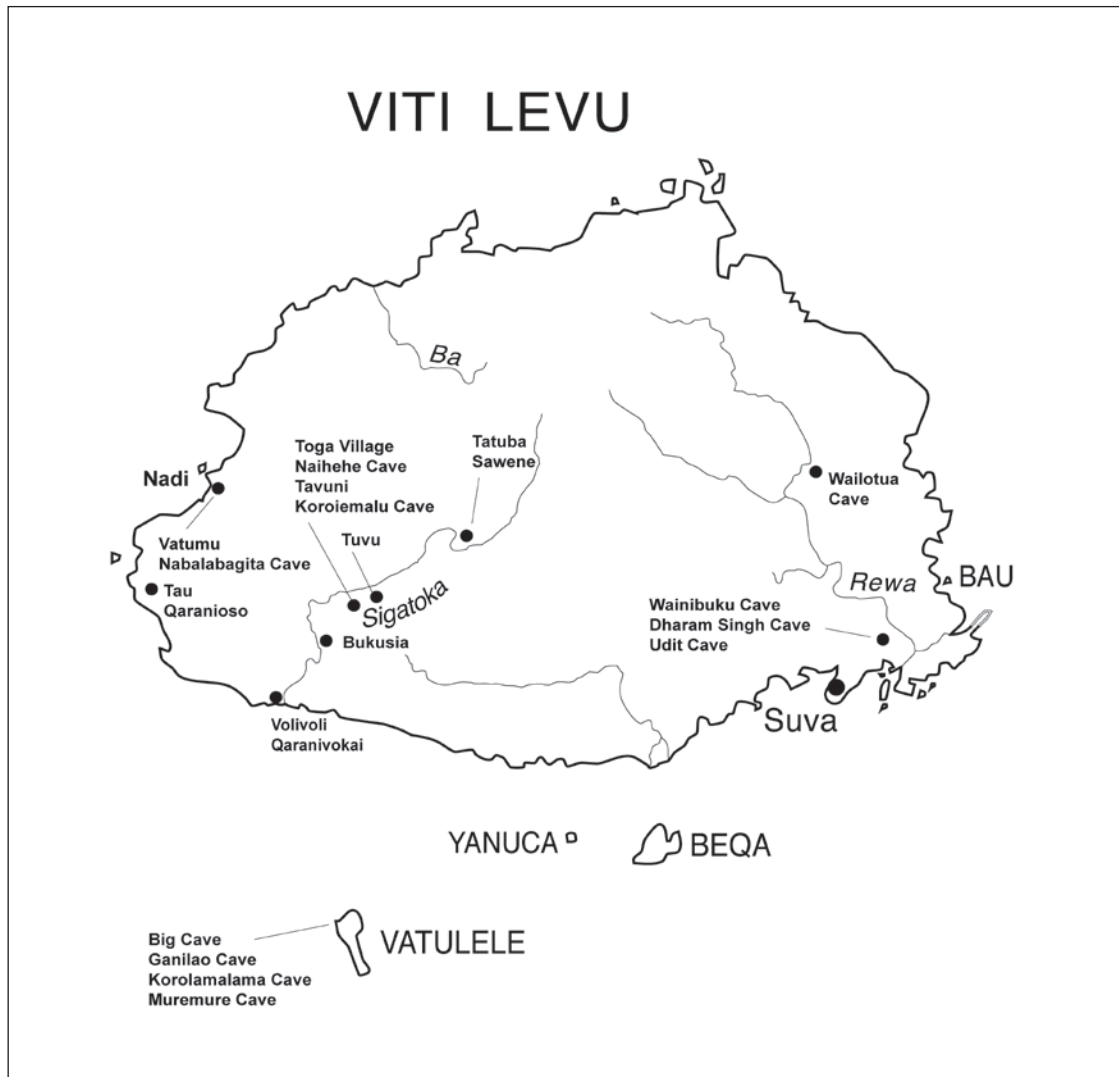 VITI LEVU
Ba
Toga Village
Naihehe Cave
Tavuni
Koroiemalu Cave
Tatuba
Sawene
Nadi
Wailotua
Cave
Tuvu
Vatumu
Nabalabagita Cave
Tau
Qaranioso
Sigatoka
Rewa
BAU
Wainibuku Cave
Dharam Singh Cave
Udit Cave
Bukusia
Suva
Volivoli
Qaranivokai
YANUCA
BEQA
Big Cave
Ganilao Cave
Korolamalama Cave
Muremure Cave
VATULELE